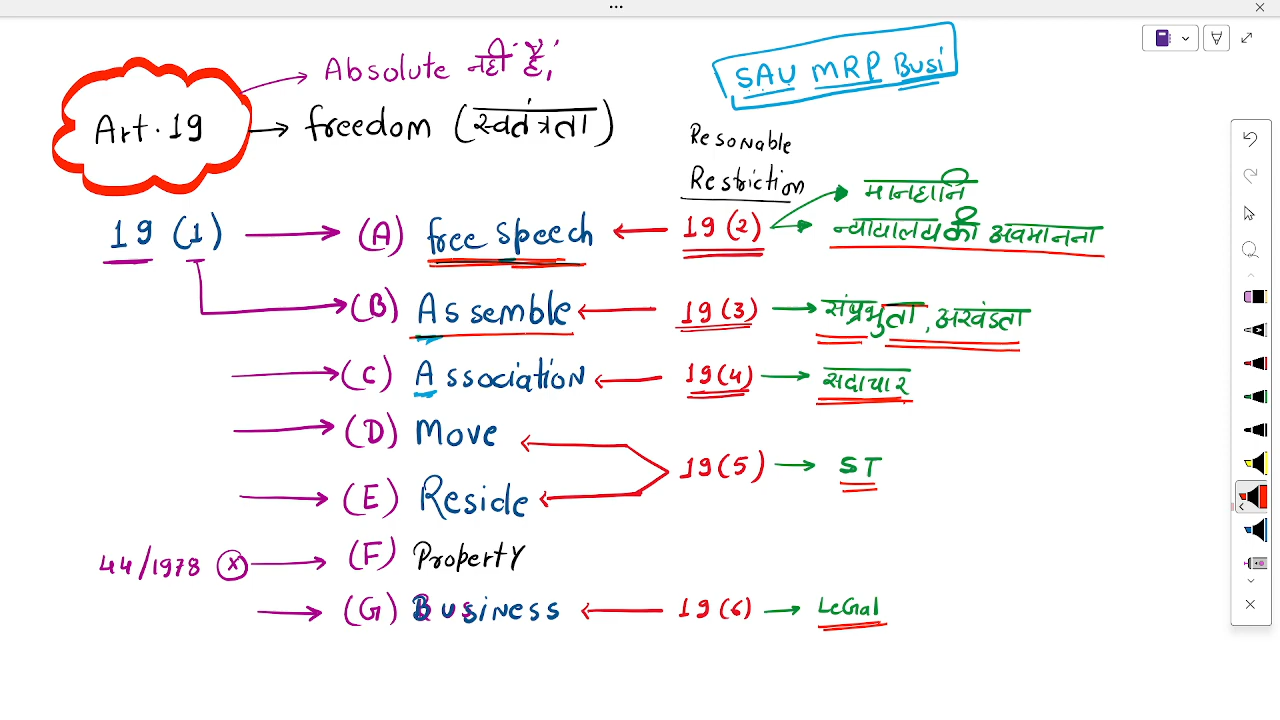 Absolute नहीं है,
SAU MRP Busi
Art. 19
freedom (स्वतंत्रता)
Resonable
Restriction
19 (1)
(A) free speech
19 (2)
मानहानि
न्यायालय की अवमानना
(B) Assemble
19 (3)
संप्रभुता, अखंडता
(C) Association
19 (4)
सदाचार
(D) Move
19 (5)
ST
(E) Reside
44/1978 (x)
(F) Property
(G) Business
19 (6)
LeGal